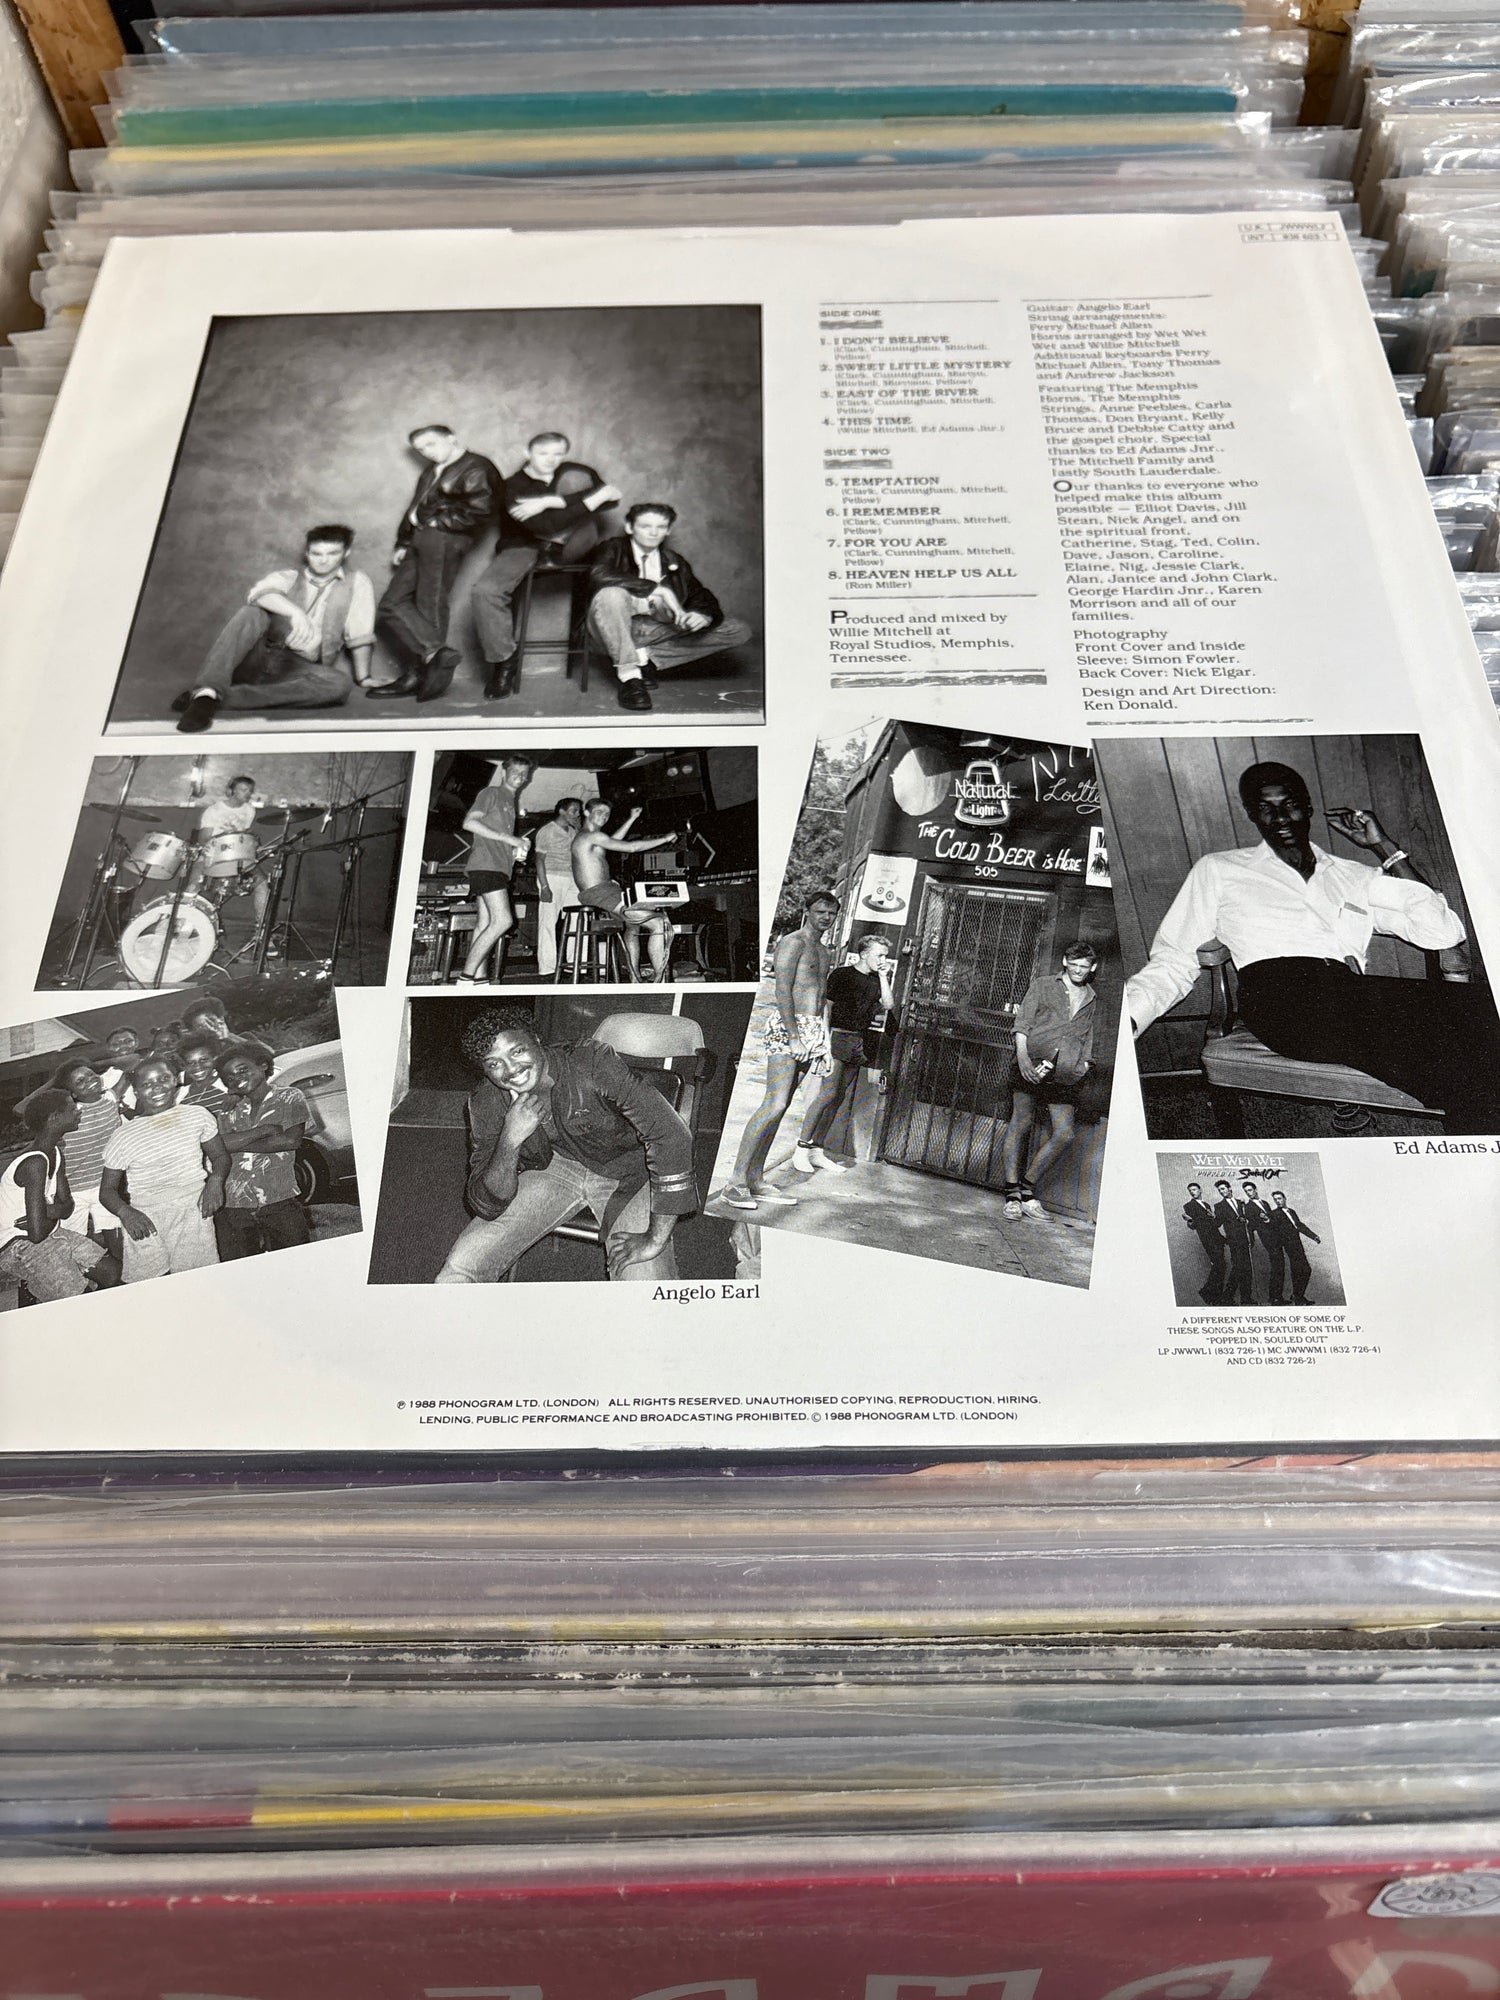 U.K. JWWWL2
INT. 836 603-1
SIDE ONE
1. I DON'T BELIEVE
(Clark, Cunningham, Mitchell,
Pellow)
2. SWEET LITTLE MYSTERY
(Clark, Cunningham, Martyn,
Mitchell, Morrison, Pellow)
3. EAST OF THE RIVER
(Clark, Cunningham, Mitchell,
Pellow)
4. THIS TIME
(Willie Mitchell, Ed Adams Jnr.)
SIDE TWO
5. TEMPTATION
(Clark, Cunningham, Mitchell,
Pellow)
6. I REMEMBER
(Clark, Cunningham, Mitchell,
Pellow)
7. FOR YOU ARE
(Clark, Cunningham, Mitchell,
Pellow)
8. HEAVEN HELP US ALL
(Ron Miller)
Produced and mixed by
Willie Mitchell at
Royal Studios, Memphis,
Tennessee.
Guitar: Angelo Earl
String arrangements:
Perry Michael Allen
Horns arranged by Wet Wet
Wet and Willie Mitchell
Additional keyboards Perry
Michael Allen, Tony Thomas
and Andrew Jackson
Featuring The Memphis
Horns, The Memphis
Strings, Anne Peebles, Carla
Thomas, Don Bryant, Kelly
Bruce and Debbie Catty and
the gospel choir. Special
thanks to Ed Adams Jnr.,
The Mitchell Family and
lastly South Lauderdale.
Our thanks to everyone who
helped make this album
possible — Elliot Davis, Jill
Stean, Nick Angel, and on
the spiritual front,
Catherine, Stag, Ted, Colin,
Dave, Jason, Caroline,
Elaine, Nig, Jessie Clark,
Alan, Janice and John Clark,
George Hardin Jnr., Karen
Morrison and all of our
families.
Photography
Front Cover and Inside
Sleeve: Simon Fowler.
Back Cover: Nick Elgar.
Design and Art Direction:
Ken Donald.
Natural
Light
THE COLD BEER is HERE
505
Ed Adams J
Angelo Earl
WET WET WET
POPPED IN Souled Out
A DIFFERENT VERSION OF SOME OF
THESE SONGS ALSO FEATURE ON THE L.P.
"POPPED IN, SOULED OUT"
LP JWWWL1 (832 726-1) MC JWWWM1 (832 726-4)
AND CD (832 726-2)
℗ 1988 PHONOGRAM LTD. (LONDON) ALL RIGHTS RESERVED. UNAUTHORISED COPYING, REPRODUCTION, HIRING,
LENDING, PUBLIC PERFORMANCE AND BROADCASTING PROHIBITED. © 1988 PHONOGRAM LTD. (LONDON)